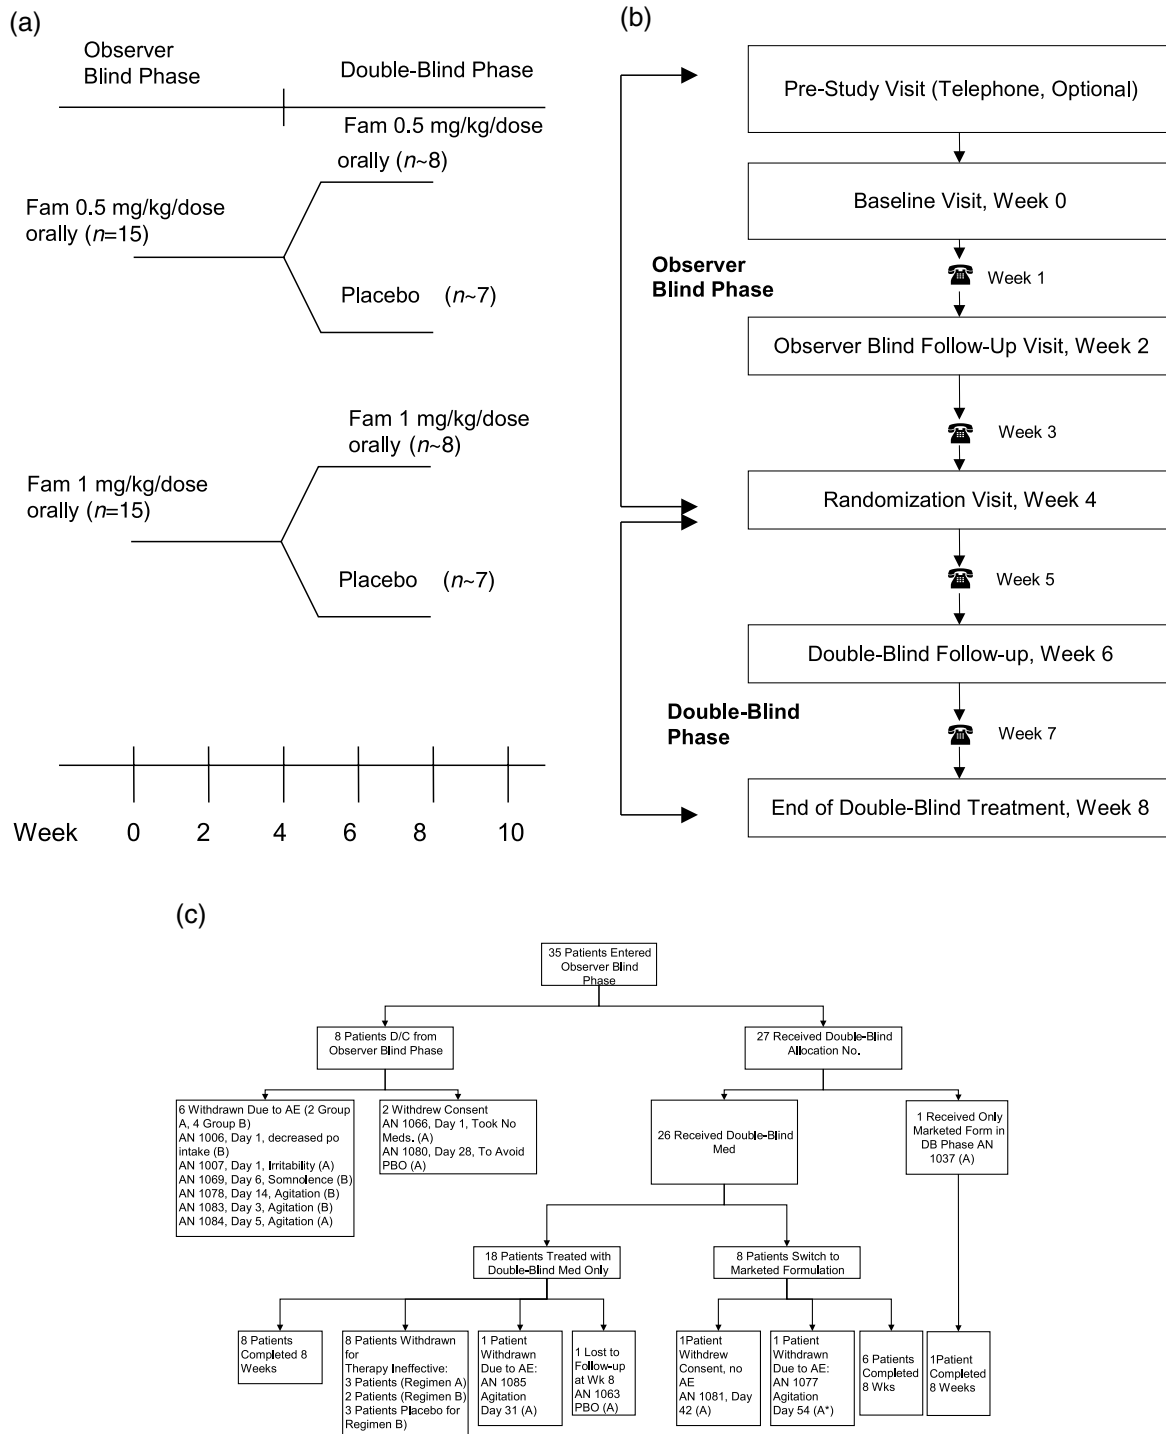 (a)
Observer
Blind Phase
Double-Blind Phase
Fam 0.5 mg/kg/dose
orally (n~8)
Fam 0.5 mg/kg/dose
orally (n=15)
Placebo (n~7)
Fam 1 mg/kg/dose
orally (n~8)
Fam 1 mg/kg/dose
orally (n=15)
Placebo (n~7)
Week 0 2 4 6 8 10
(b)
Pre-Study Visit (Telephone, Optional)
Baseline Visit, Week 0
Observer
Blind Phase
Week 1
Observer Blind Follow-Up Visit, Week 2
Week 3
Randomization Visit, Week 4
Week 5
Double-Blind Follow-up, Week 6
Double-Blind
Phase
Week 7
End of Double-Blind Treatment, Week 8
(c)
35 Patients Entered
Observer Blind
Phase
8 Patients D/C from
Observer Blind Phase
27 Received Double-Blind
Allocation No.
6 Withdrawn Due to AE (2 Group
A, 4 Group B)
AN 1006, Day 1, decreased po
intake (B)
AN 1007, Day 1, Irritability (A)
AN 1069, Day 6, Somnolence (B)
AN 1078, Day 14, Agitation (B)
AN 1083, Day 3, Agitation (B)
AN 1084, Day 5, Agitation (A)
2 Withdrew Consent
AN 1066, Day 1, Took No
Meds. (A)
AN 1080, Day 28, To Avoid
PBO (A)
26 Received Double-Blind
Med
1 Received Only
Marketed Form in
DB Phase AN
1037 (A)
18 Patients Treated with
Double-Blind Med Only
8 Patients Switch to
Marketed Formulation
8 Patients
Completed 8
Weeks
8 Patients Withdrawn
for
Therapy Ineffective:
3 Patients (Regimen A)
2 Patients (Regimen B)
3 Patients Placebo for
Regimen B)
1 Patient
Withdrawn
Due to AE:
AN 1085
Agitation
Day 31 (A)
1 Lost to
Follow-up
at Wk 8
AN 1063
PBO (A)
1Patient
Withdrew
Consent, no
AE
AN 1081, Day
42 (A)
1 Patient
Withdrawn
Due to AE:
AN 1077
Agitation
Day 54 (A*)
6 Patients
Completed
8 Wks
1Patient
Completed
8 Weeks